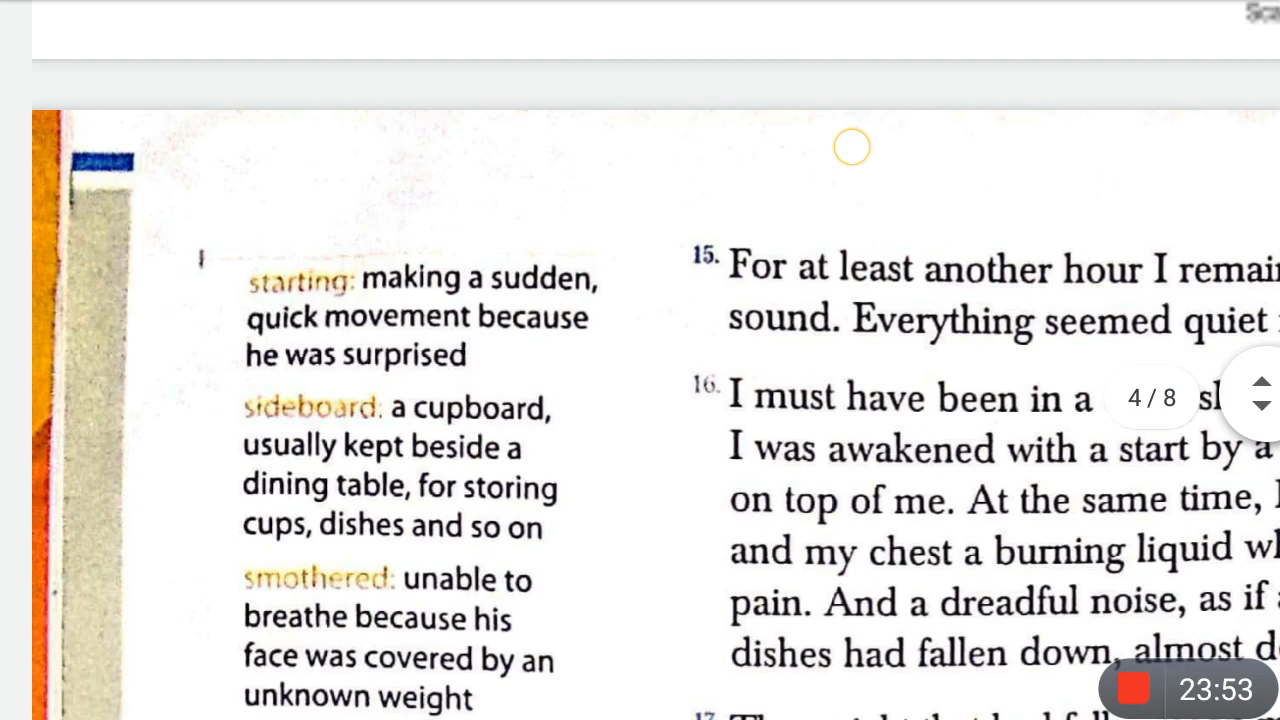 starting: making a sudden,
quick movement because
he was surprised
sideboard: a cupboard,
usually kept beside a
dining table, for storing
cups, dishes and so on
smothered: unable to
breathe because his
face was covered by an
unknown weight
15. For at least another hour I remai
sound. Everything seemed quiet
16. I must have been in a
I was awakened with a start by a
on top of me. At the same time,
and my chest a burning liquid w
pain. And a dreadful noise, as if
dishes had fallen down, almost d
17.
4 / 8
23:53